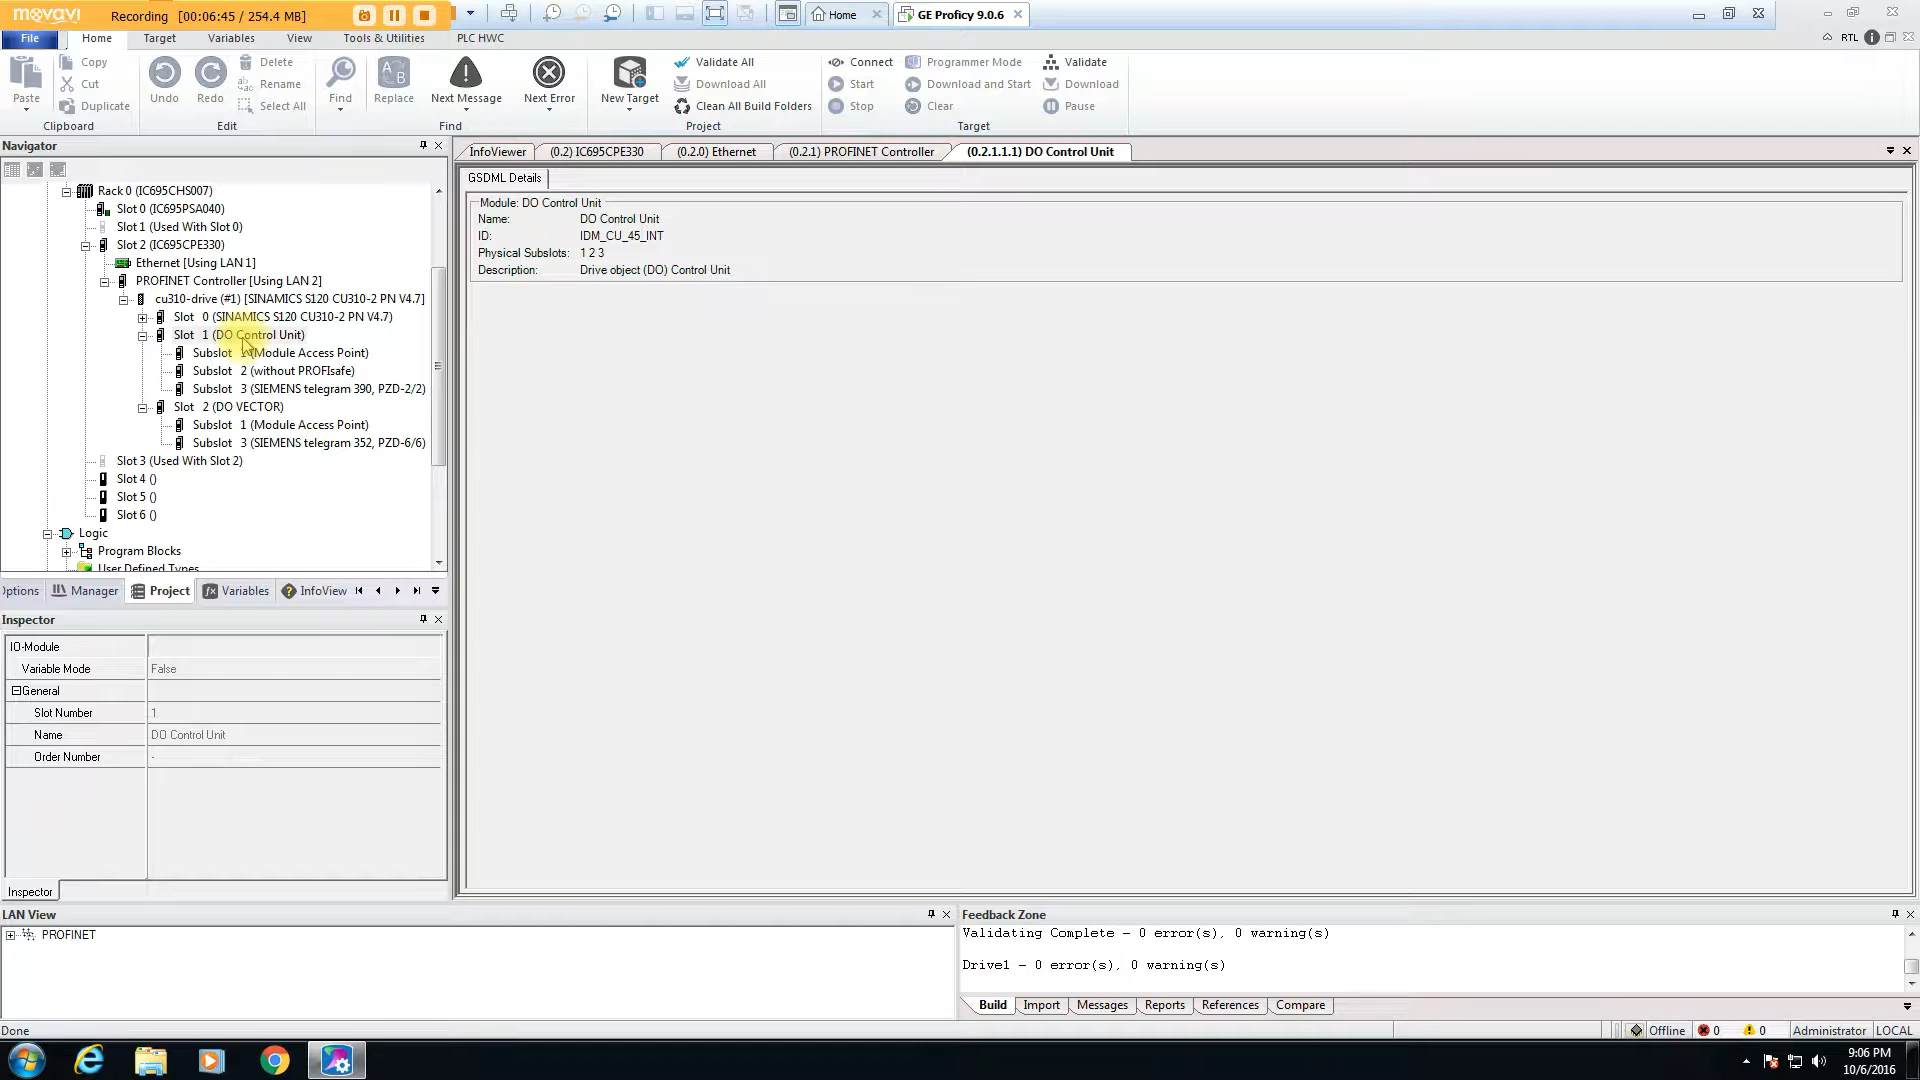 movavi Recording [00:06:45 / 254.4 MB]
Home
GE Proficy 9.0.6
File Home Target Variables View Tools & Utilities PLC HWC
RTL
Paste
Copy
Cut
Duplicate
Clipboard
Undo
Redo
Delete
Rename
Select All
Edit
Find
Replace
Next Message
Next Error
Find
New Target
Validate All
Download All
Clean All Build Folders
Project
Connect
Start
Stop
Programmer Mode
Download and Start
Clear
Validate
Download
Pause
Target
Navigator
Rack 0 (IC695CHS007)
Slot 0 (IC695PSA040)
Slot 1 (Used With Slot 0)
Slot 2 (IC695CPE330)
Ethernet [Using LAN 1]
PROFINET Controller [Using LAN 2]
cu310-drive (#1) [SINAMICS S120 CU310-2 PN V4.7]
Slot 0 (SINAMICS S120 CU310-2 PN V4.7)
Slot 1 (DO Control Unit)
Subslot 1 (Module Access Point)
Subslot 2 (without PROFIsafe)
Subslot 3 (SIEMENS telegram 390, PZD-2/2)
Slot 2 (DO VECTOR)
Subslot 1 (Module Access Point)
Subslot 3 (SIEMENS telegram 352, PZD-6/6)
Slot 3 (Used With Slot 2)
Slot 4 ()
Slot 5 ()
Slot 6 ()
Logic
Program Blocks
User Defined Types
ptions Manager Project Variables InfoView
InfoViewer (0.2) IC695CPE330 (0.2.0) Ethernet (0.2.1) PROFINET Controller (0.2.1.1.1) DO Control Unit
GSDML Details
Module: DO Control Unit
Name: DO Control Unit
ID: IDM_CU_45_INT
Physical Subslots: 1 2 3
Description: Drive object (DO) Control Unit
Inspector
IO-Module
Variable Mode False
General
Slot Number 1
Name DO Control Unit
Order Number -
Inspector
LAN View
PROFINET
Feedback Zone
Validating Complete - 0 error(s), 0 warning(s)
Drive1 - 0 error(s), 0 warning(s)
Build Import Messages Reports References Compare
Done
Offline 0 0 Administrator LOCAL
9:06 PM
10/6/2016